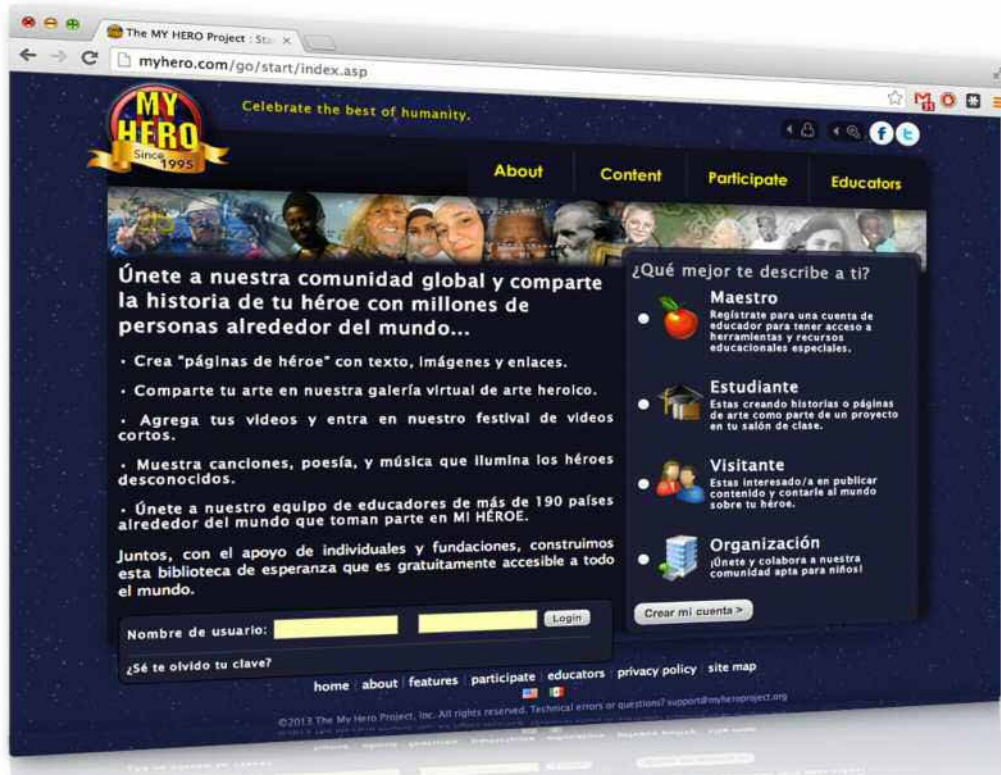 The MY HERO Project : Sta
myhero.com/go/start/index.asp
MY
HERO
Since
1995
Celebrate the best of humanity.
About
Content
Participate
Educators
Únete a nuestra comunidad global y comparte
la historia de tu héroe con millones de
personas alrededor del mundo...
· Crea "páginas de héroe" con texto, imágenes y enlaces.
· Comparte tu arte en nuestra galería virtual de arte heroico.
· Agrega tus videos y entra en nuestro festival de videos
cortos.
· Muestra canciones, poesía, y música que ilumina los héroes
desconocidos.
· Únete a nuestro equipo de educadores de más de 190 países
alrededor del mundo que toman parte en MI HÉROE.
Juntos, con el apoyo de individuales y fundaciones, construimos
esta biblioteca de esperanza que es gratuitamente accesible a todo
el mundo.
Nombre de usuario:
Login
¿Sé te olvido tu clave?
¿Qué mejor te describe a ti?
Maestro
Regístrate para una cuenta de
educador para tener acceso a
herramientas y recursos
educacionales especiales.
Estudiante
Estas creando historias o páginas
de arte como parte de un proyecto
en tu salón de clase.
Visitante
Estas interesado/a en publicar
contenido y contarle al mundo
sobre tu héroe.
Organización
¡Únete y colabora a nuestra
comunidad apta para niños!
Crear mi cuenta >
home about features participate educators privacy policy site map
©2013 The My Hero Project, Inc. All rights reserved. Technical errors or questions? support@myheroproject.org